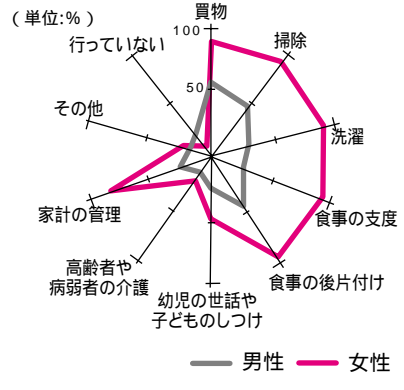 (単位:%)
買物
100
行っていない
掃除
50
その他
洗濯
家計の管理
食事の支度
高齢者や
病弱者の介護
食事の後片付け
幼児の世話や
子どものしつけ
男性
女性